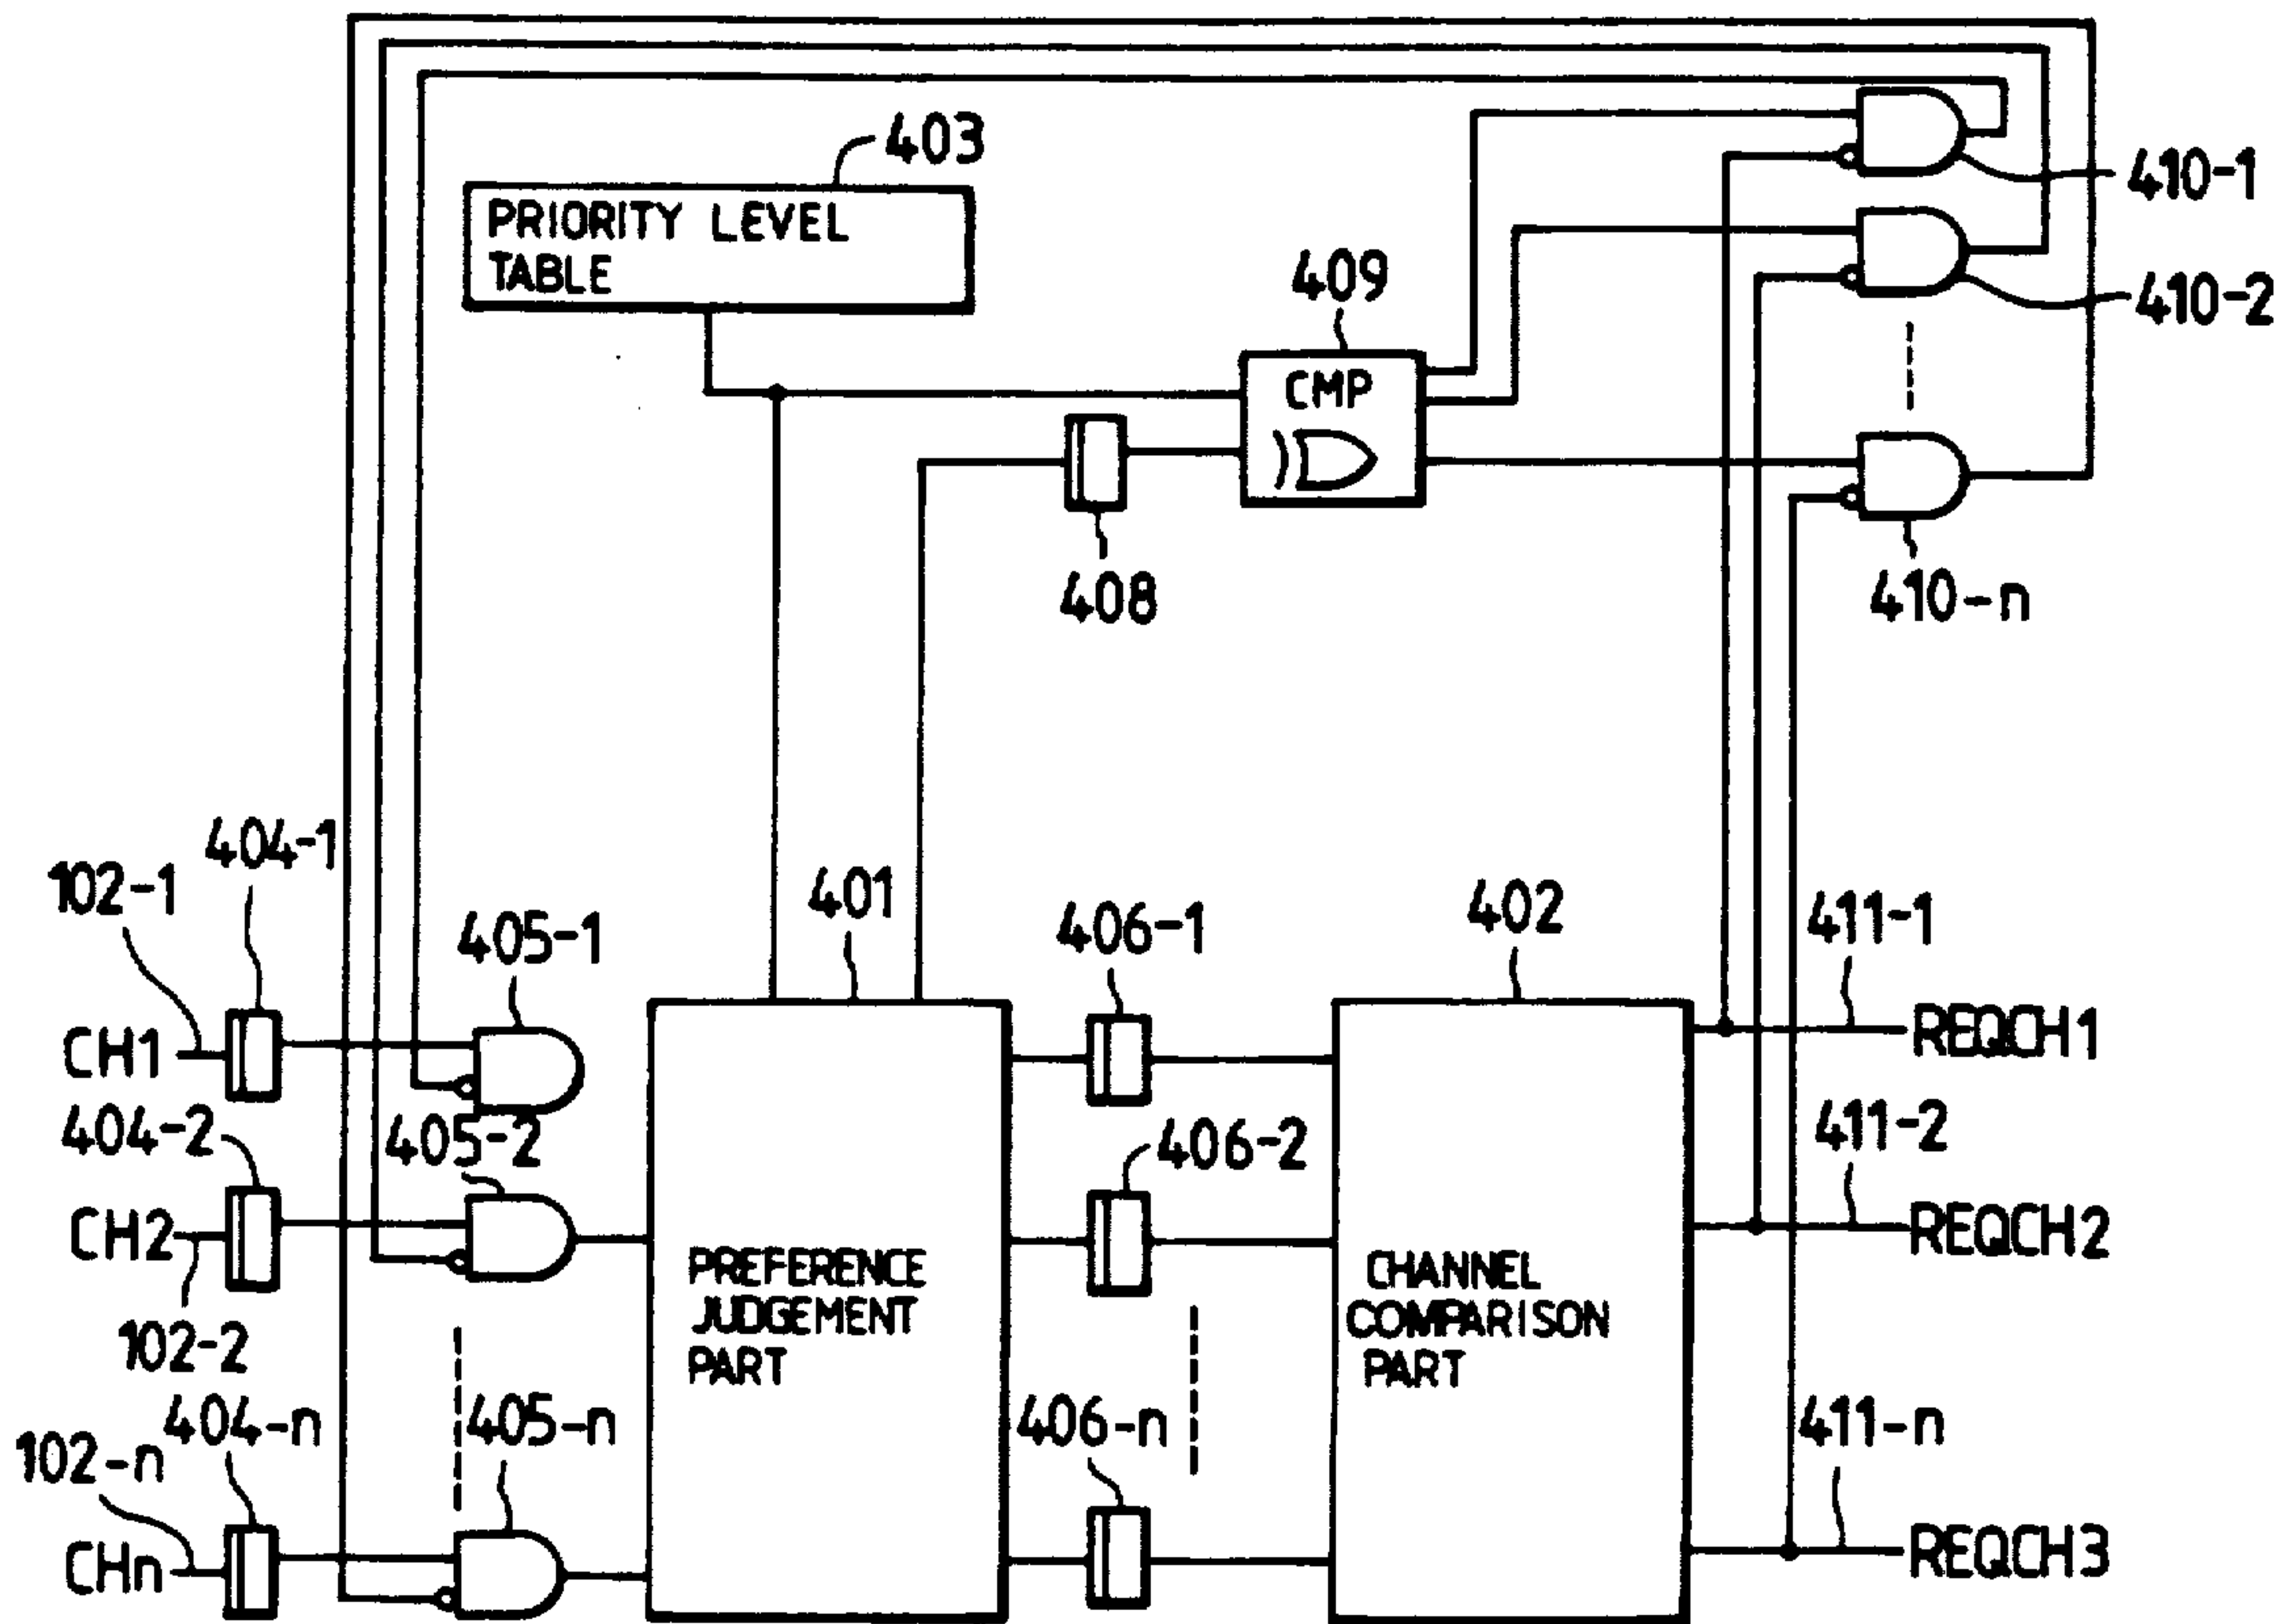 403
PRIORITY LEVEL
TABLE
409
CMP
408
410-1
410-2
410-n
404-1
102-1
405-1
401
406-1
402
411-1
CH1
REQCH1
404-2
405-2
406-2
411-2
CH2
REQCH2
102-2
PREFERENCE
JUDGEMENT
PART
CHANNEL
COMPARISON
PART
404-n
405-n
406-n
411-n
102-n
CHn
REQCH3